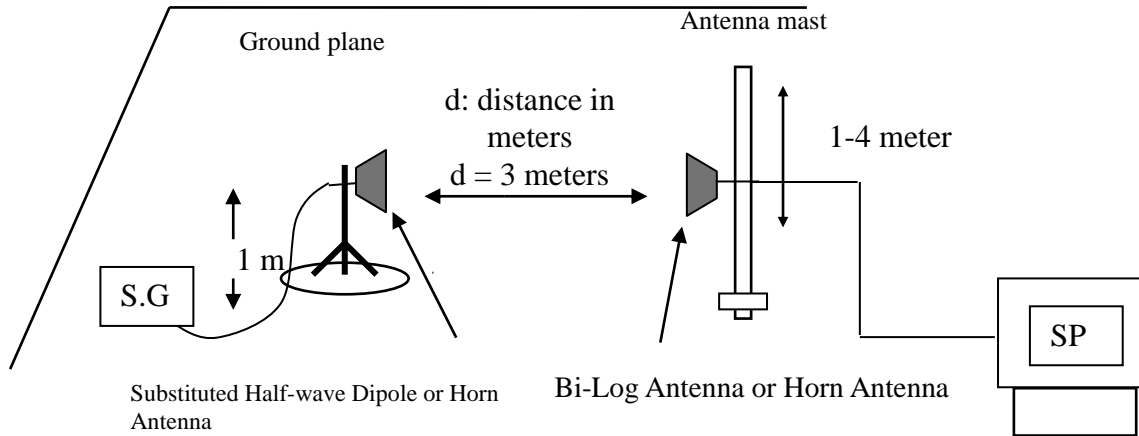 Ground plane
Antenna mast
d: distance in
meters
d = 3 meters
1-4 meter
1 m
S.G
SP
Substituted Half-wave Dipole or Horn
Antenna
Bi-Log Antenna or Horn Antenna